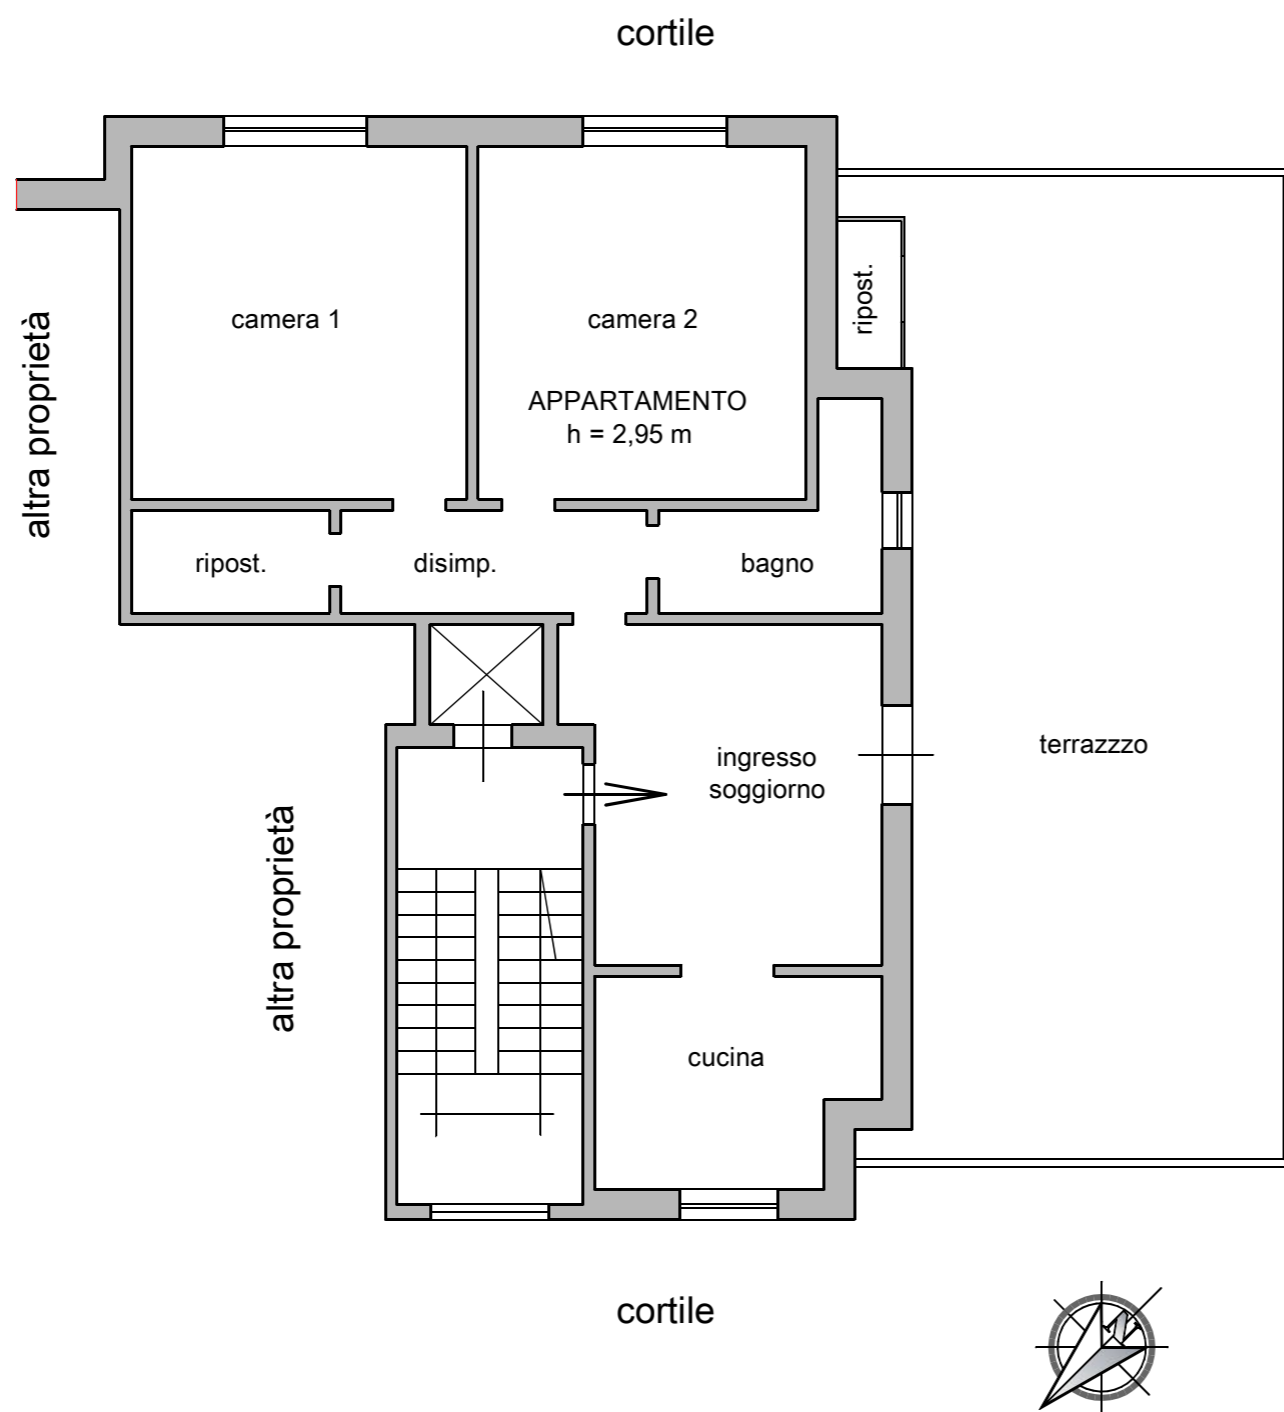 cortile
ripost.
camera 1
camera 2
altra proprietà
APPARTAMENTO
h = 2,95 m
ripost.
disimp.
bagno
terrazzzo
ingresso
soggiorno
altra proprietà
cucina
cortile
N